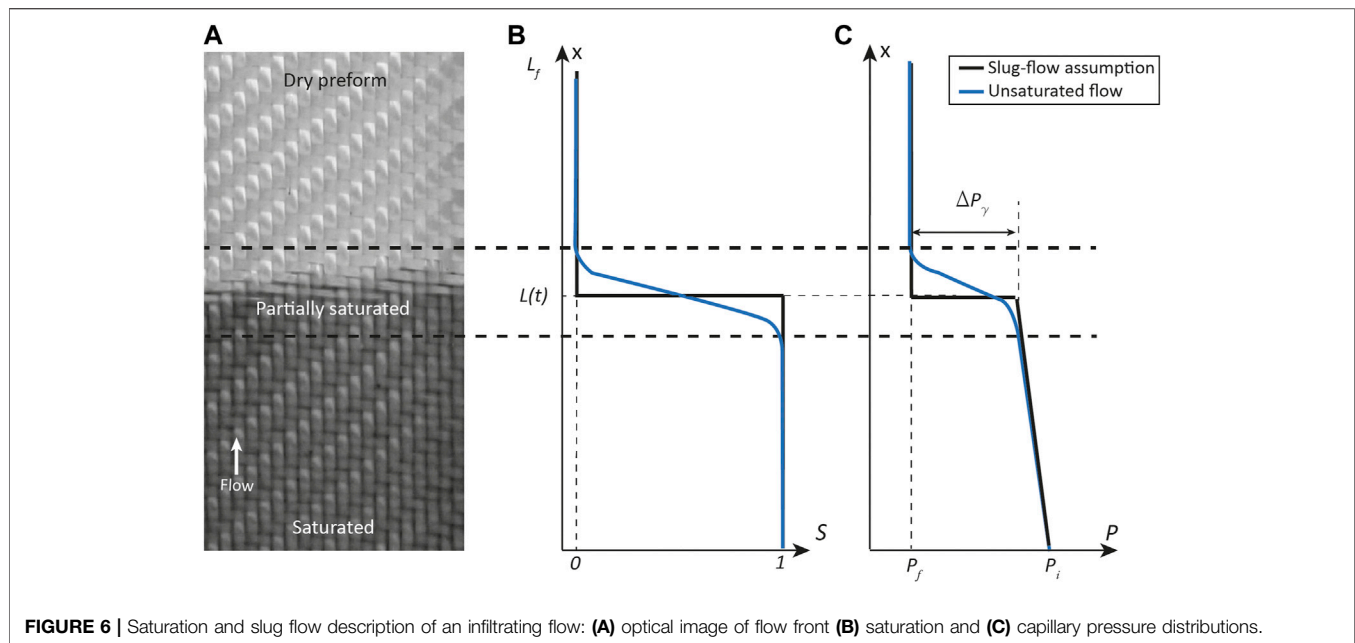 A
B
C
Dry preform
Partially saturated
Flow
Saturated
x
L_f
L(t)
0
1
S
x
Slug-flow assumption
Unsaturated flow
ΔP_γ
P_f
P_i
P
FIGURE 6 | Saturation and slug flow description of an infiltrating flow: (A) optical image of flow front (B) saturation and (C) capillary pressure distributions.